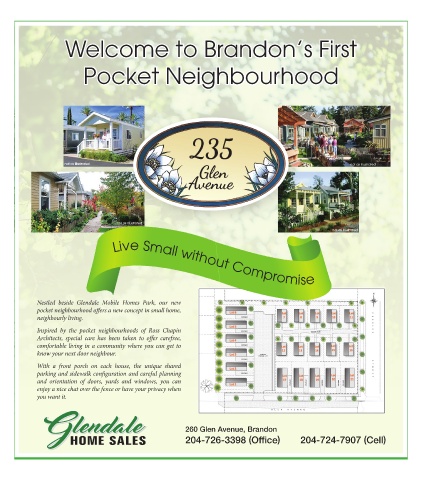 Welcome to Brandon's First
Pocket Neighbourhood
235
Glen
Avenue
Live Small without Compromise
Nestled beside Glendale Mobile Homes Park, our new
pocket neighbourhood offers a new concept in small home,
neighbourly living.
Inspired by the pocket neighbourhoods of Ross Chapin
Architects, special care has been taken to offer carefree,
comfortable living in a community where you can get to
know your next door neighbour.
With a front porch on each house, the unique shared
parking and sidewalk configuration and careful planning
and orientation of doors, yards and windows, you can
enjoy a nice chat over the fence or have your privacy when
you want it.
Glendale
HOME SALES
260 Glen Avenue, Brandon
204-726-3398 (Office) 204-724-7907 (Cell)